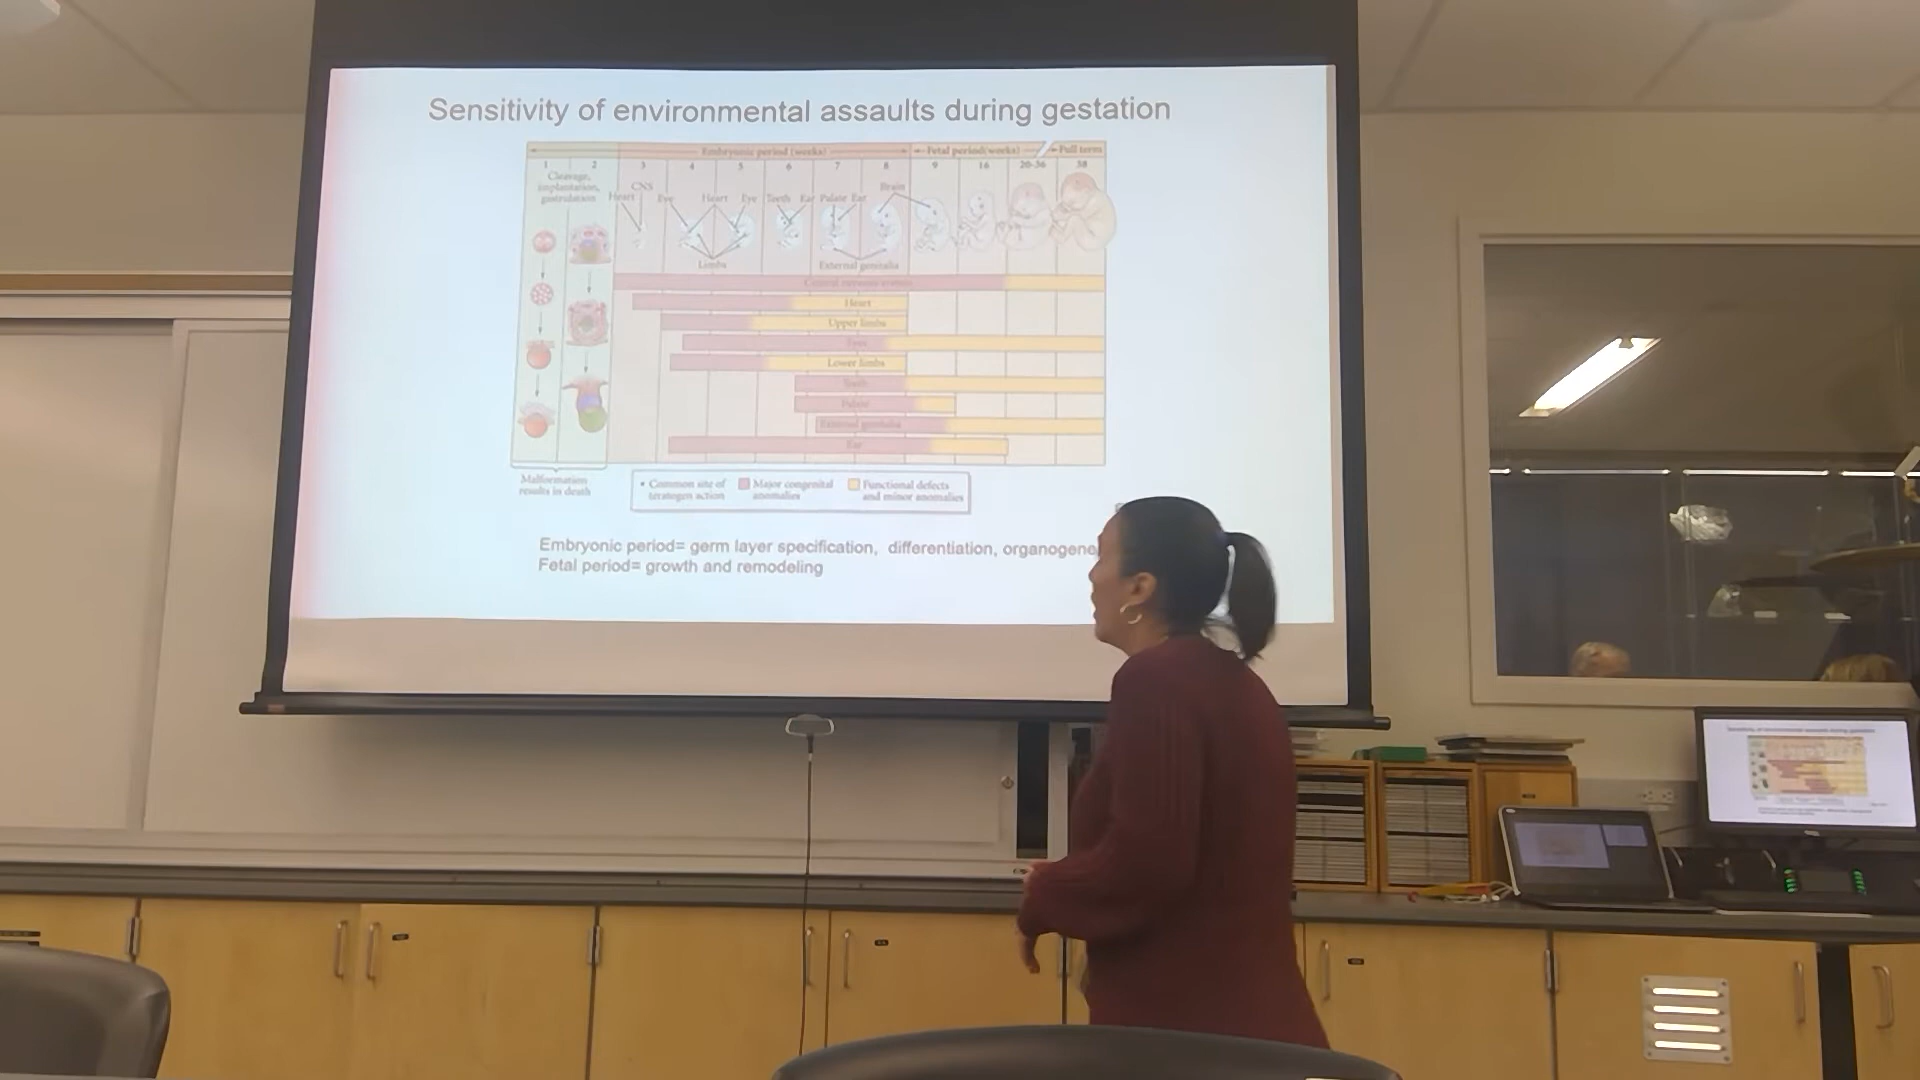 Sensitivity of environmental assaults during gestation
Embryonic period (weeks)
Fetal period(weeks)
Full term
1 2 3 4 5 6 7 8 9 16 20-36 38
Cleavage,
implantation,
gastrulation
CNS
Heart
Eye
Heart
Eye
Teeth
Ear
Palate
Ear
Brain
Limbs
External genitalia
Central nervous system
Heart
Upper limbs
Eyes
Lower limbs
Teeth
Palate
External genitalia
Ear
Malformation
results in death
• Common site of
teratogen action
Major congenital
anomalies
Functional defects
and minor anomalies
Embryonic period= germ layer specification, differentiation, organogene
Fetal period= growth and remodeling